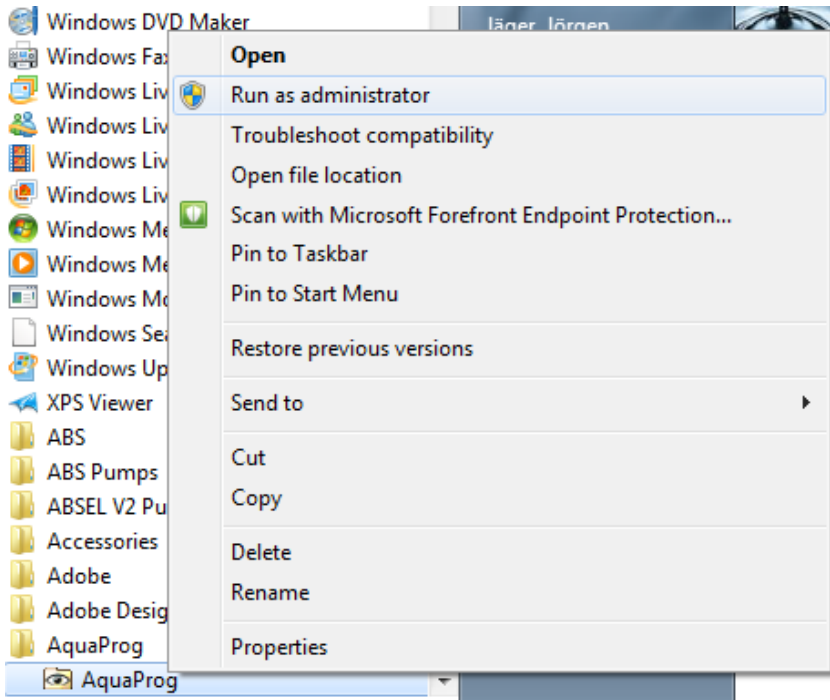 Windows DVD Maker
Jäger, Jörgen
Windows Fa
Windows Liv
Windows Liv
Windows Liv
Windows Liv
Windows Me
Windows Me
Windows Mo
Windows Sea
Windows Up
XPS Viewer
ABS
ABS Pumps
ABSEL V2 Pu
Accessories
Adobe
Adobe Desig
AquaProg
AquaProg
Open
Run as administrator
Troubleshoot compatibility
Open file location
Scan with Microsoft Forefront Endpoint Protection...
Pin to Taskbar
Pin to Start Menu
Restore previous versions
Send to
Cut
Copy
Delete
Rename
Properties